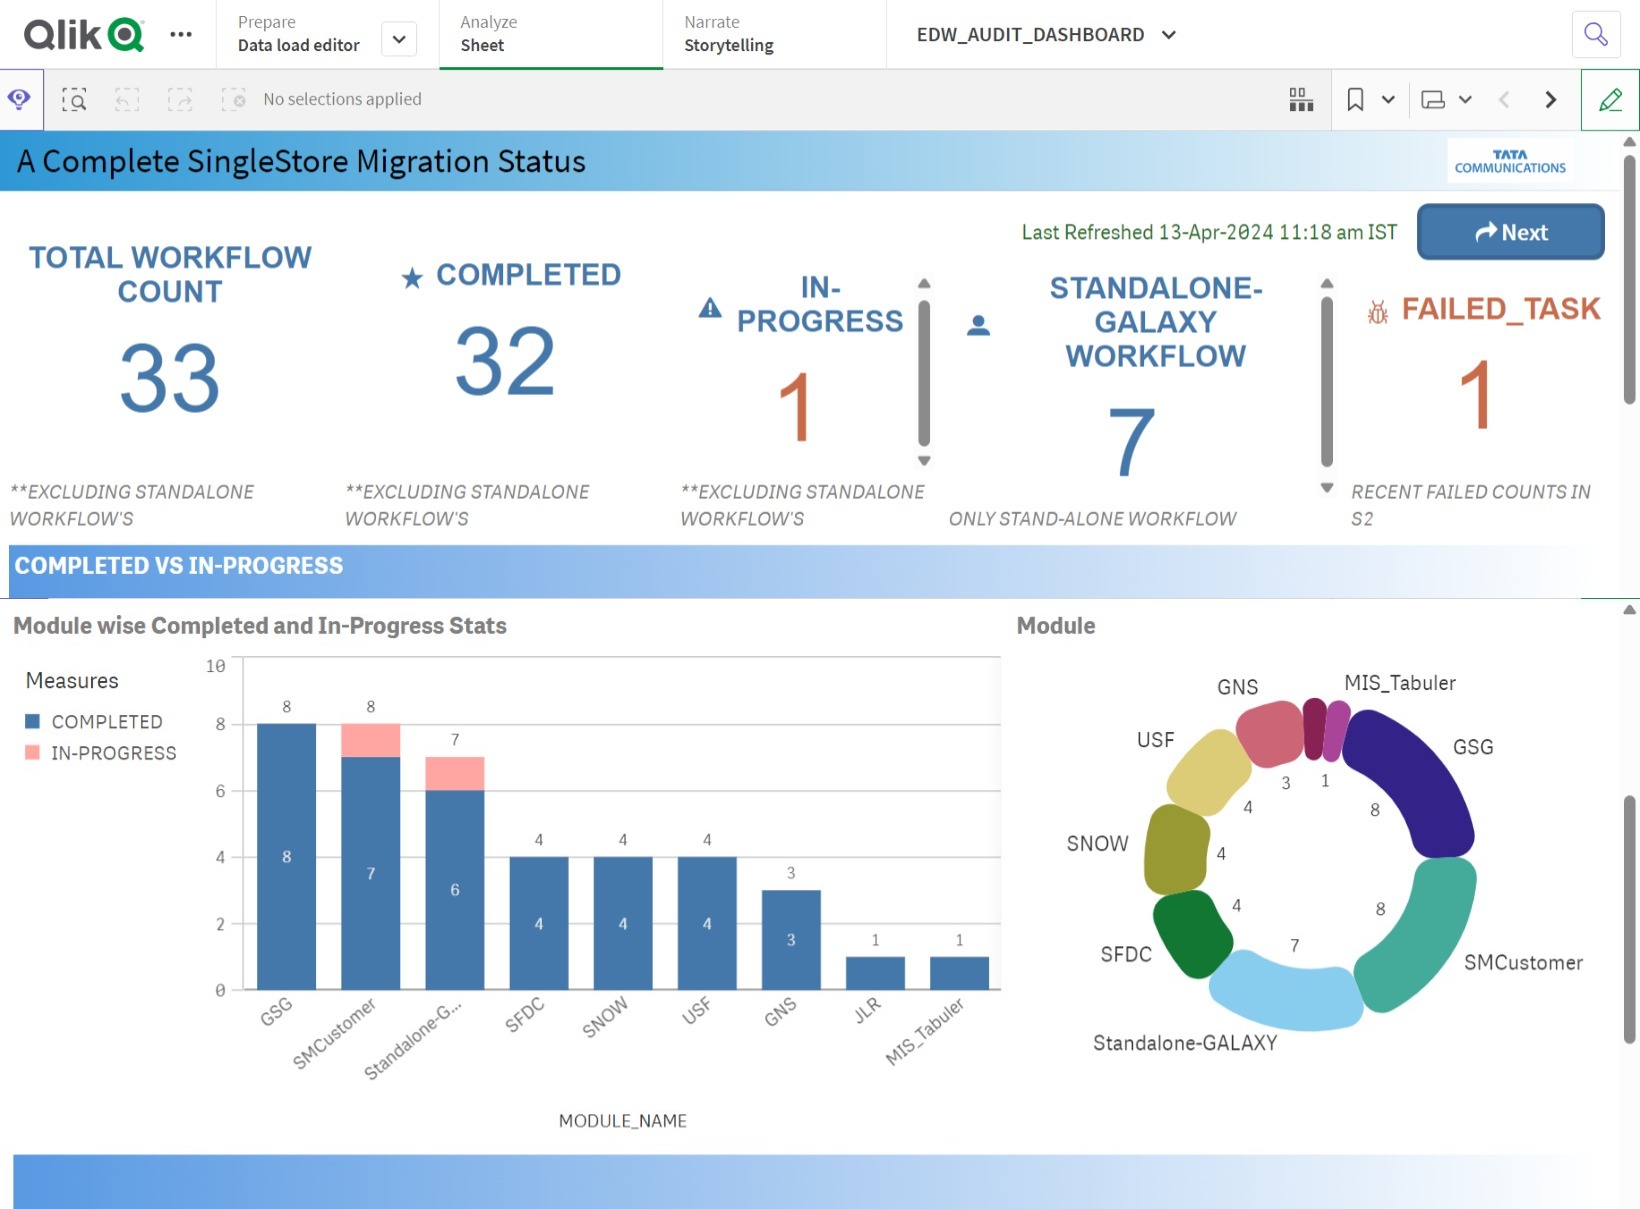 Qlik
Prepare
Data load editor
Analyze
Sheet
Narrate
Storytelling
EDW_AUDIT_DASHBOARD
No selections applied
A Complete SingleStore Migration Status
TATA
COMMUNICATIONS
Last Refreshed 13-Apr-2024 11:18 am IST
Next
TOTAL WORKFLOW
COUNT
33
**EXCLUDING STANDALONE
WORKFLOW'S
COMPLETED
32
**EXCLUDING STANDALONE
WORKFLOW'S
IN-
PROGRESS
1
**EXCLUDING STANDALONE
WORKFLOW'S
STANDALONE-
GALAXY
WORKFLOW
7
ONLY STAND-ALONE WORKFLOW
FAILED_TASK
1
RECENT FAILED COUNTS IN
S2
COMPLETED VS IN-PROGRESS
Module wise Completed and In-Progress Stats
Measures
COMPLETED
IN-PROGRESS
10
8
6
4
2
0
8
8
7
4
4
4
3
1
1
8
7
6
4
4
4
3
GSG
SMCustomer
Standalone-G...
SFDC
SNOW
USF
GNS
JLR
MIS_Tabuler
MODULE_NAME
Module
GNS
MIS_Tabuler
USF
GSG
3
1
4
8
SNOW
4
4
8
SFDC
7
SMCustomer
Standalone-GALAXY